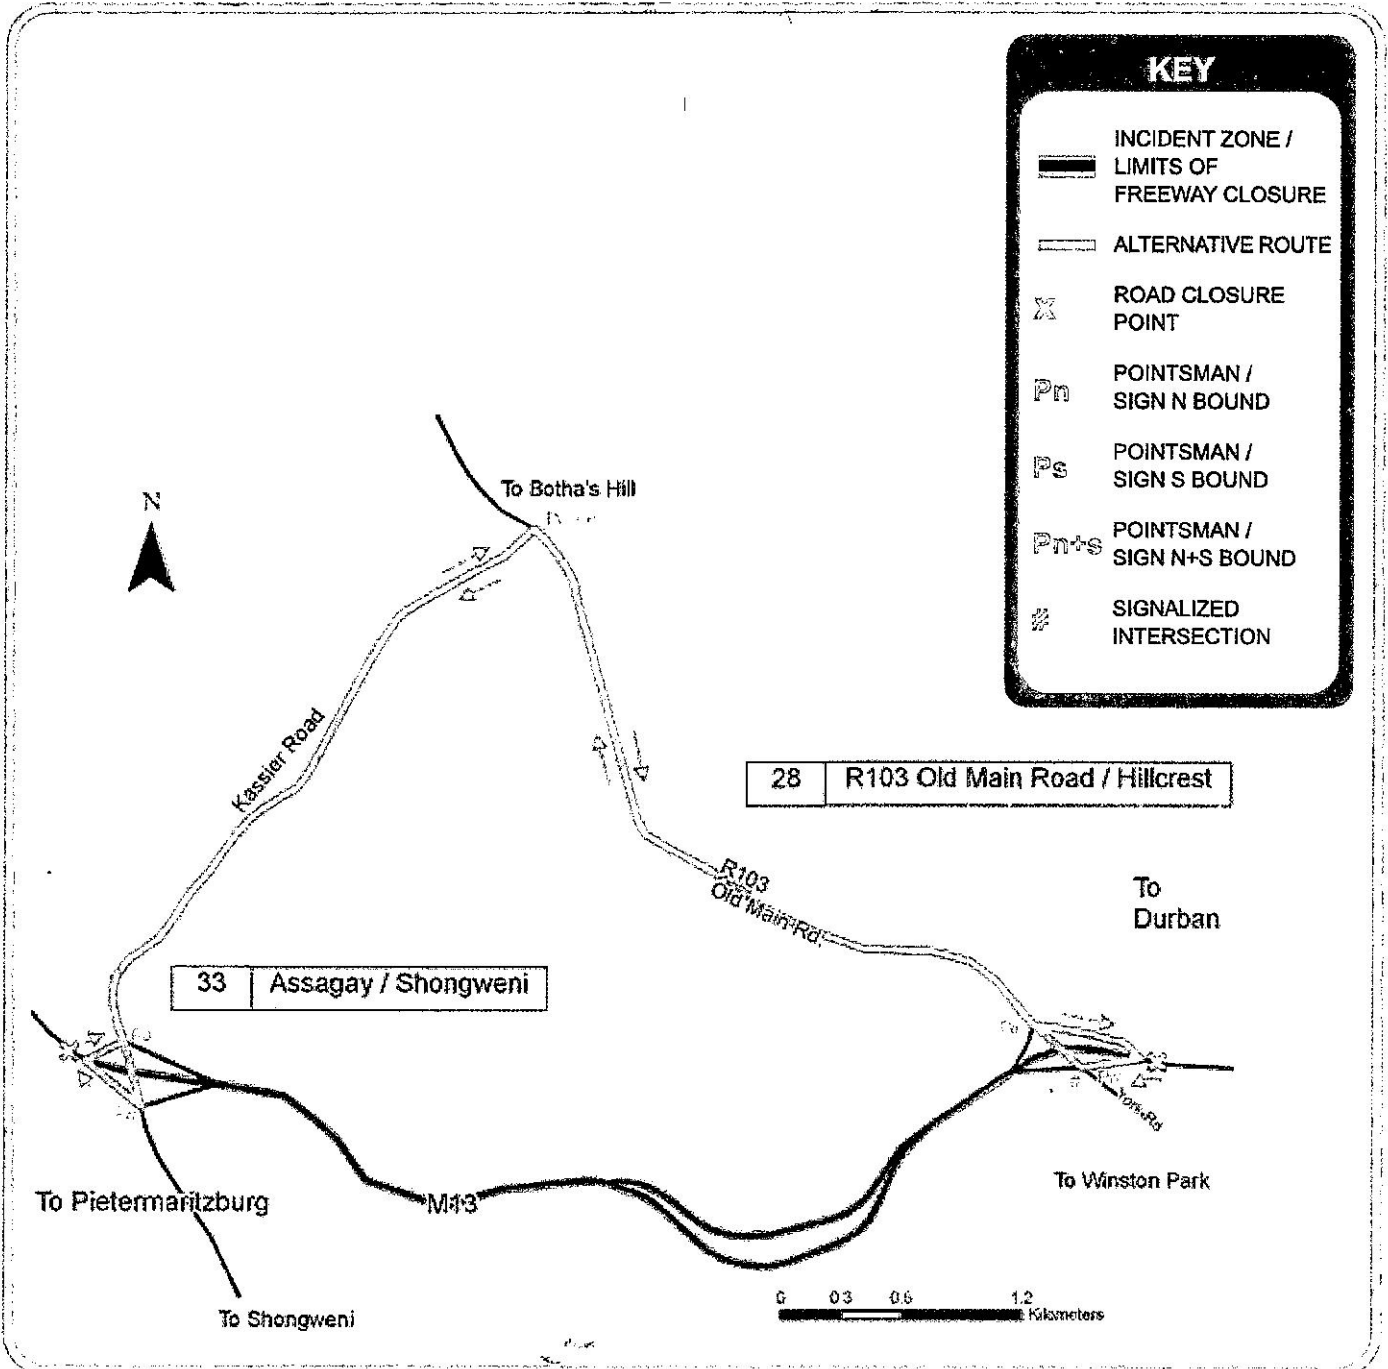 KEY
INCIDENT ZONE /
LIMITS OF
FREEWAY CLOSURE
ALTERNATIVE ROUTE
X
ROAD CLOSURE
POINT
Pn
POINTSMAN /
SIGN N BOUND
Ps
POINTSMAN /
SIGN S BOUND
Pn+s
POINTSMAN /
SIGN N+S BOUND
#
SIGNALIZED
INTERSECTION
N
To Botha's Hill
Kassier Road
28 R103 Old Main Road / Hillcrest
R103
Old Main Rd.
To
Durban
33 Assagay / Shongweni
York Rd
To Winston Park
To Pietermaritzburg
M13
To Shongweni
0 0.3 0.6 1.2
Kilometers